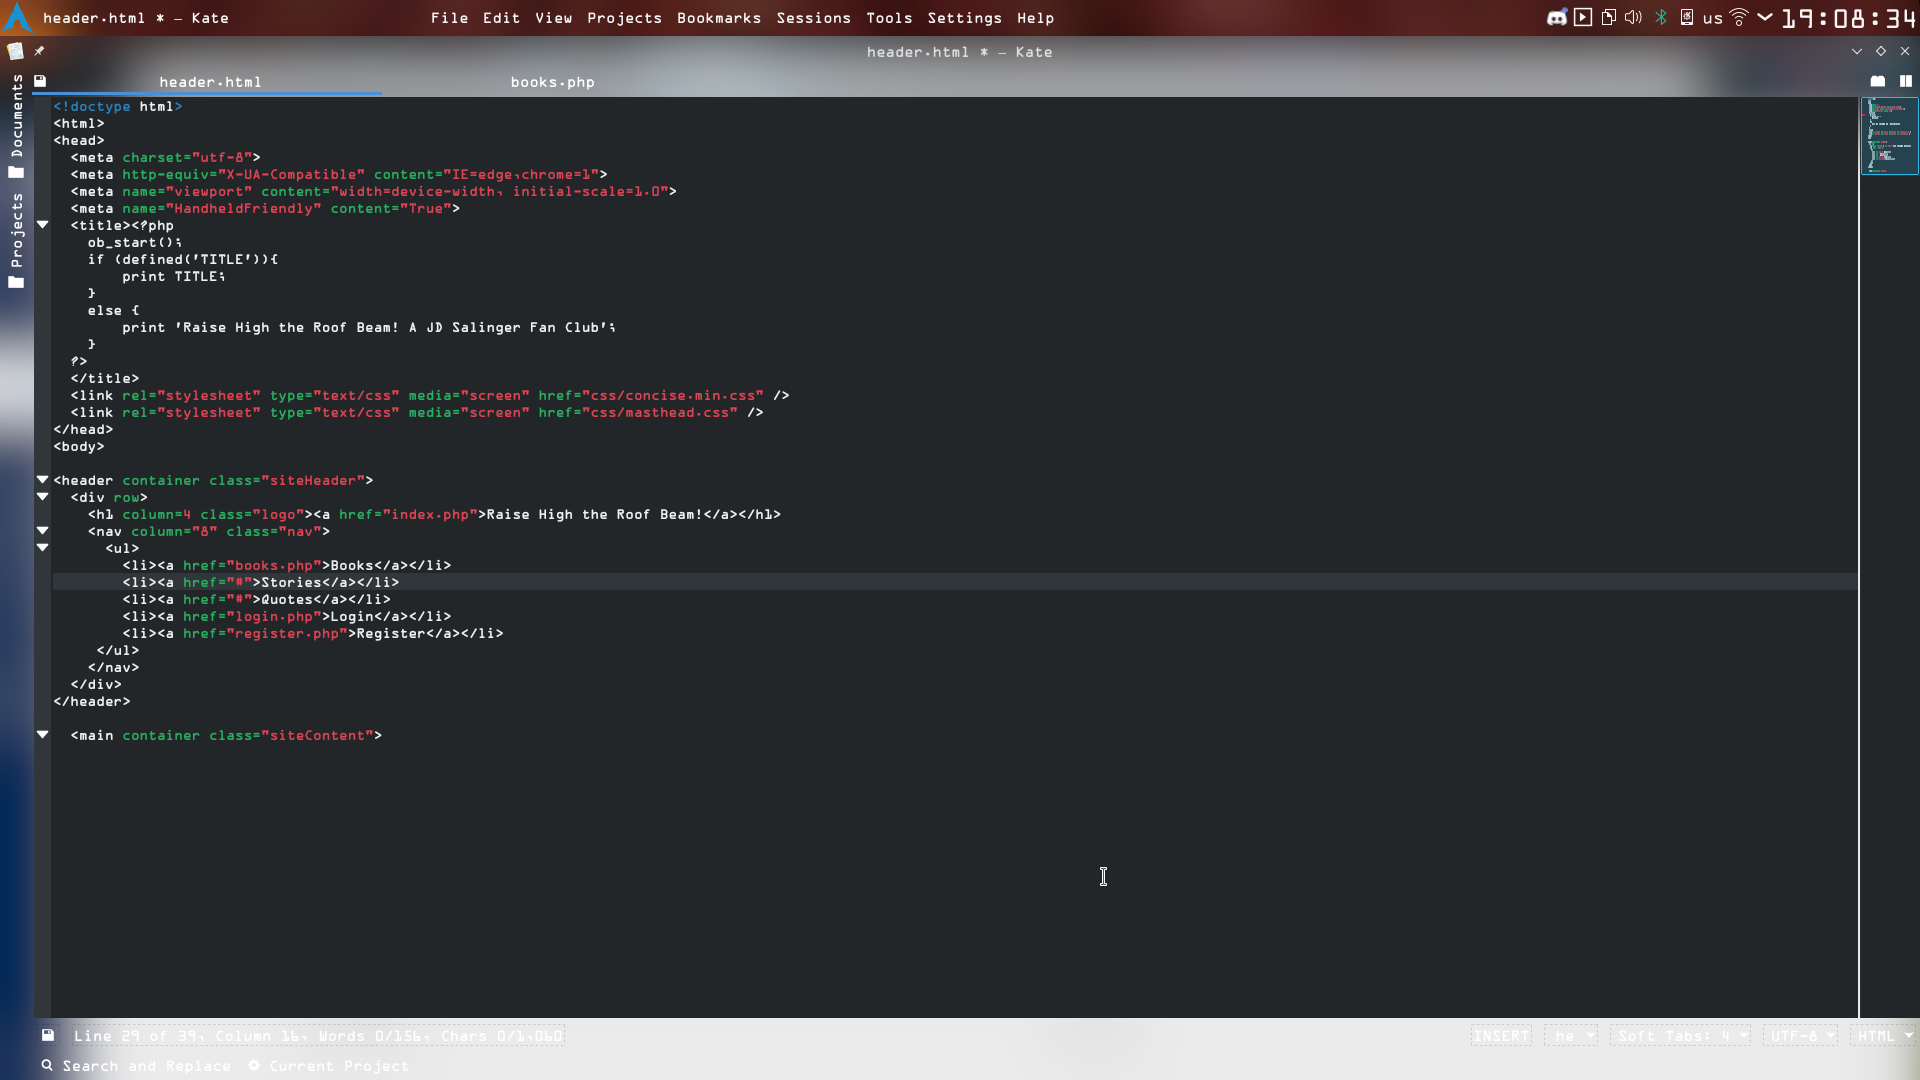 header.html * — Kate
File Edit View Projects Bookmarks Sessions Tools Settings Help
us
19:08:34
header.html * — Kate
header.html
books.php
Documents
Projects
<!doctype html>
<html>
<head>
<meta charset="utf-8">
<meta http-equiv="X-UA-Compatible" content="IE=edge,chrome=1">
<meta name="viewport" content="width=device-width, initial-scale=1.0">
<meta name="HandheldFriendly" content="True">
<title><?php
ob_start();
if (defined('TITLE')){
print TITLE;
}
else {
print 'Raise High the Roof Beam! A JD Salinger Fan Club';
}
?>
</title>
<link rel="stylesheet" type="text/css" media="screen" href="css/concise.min.css" />
<link rel="stylesheet" type="text/css" media="screen" href="css/masthead.css" />
</head>
<body>
<header container class="siteHeader">
<div row>
<h1 column=4 class="logo"><a href="index.php">Raise High the Roof Beam!</a></h1>
<nav column="8" class="nav">
<ul>
<li><a href="books.php">Books</a></li>
<li><a href="#">Stories</a></li>
<li><a href="#">Quotes</a></li>
<li><a href="login.php">Login</a></li>
<li><a href="register.php">Register</a></li>
</ul>
</nav>
</div>
</header>
<main container class="siteContent">
Line 29 of 39, Column 16, Words 0/156, Chars 0/1,060
INSERT
he
Soft Tabs: 4
UTF-8
HTML
Search and Replace
Current Project